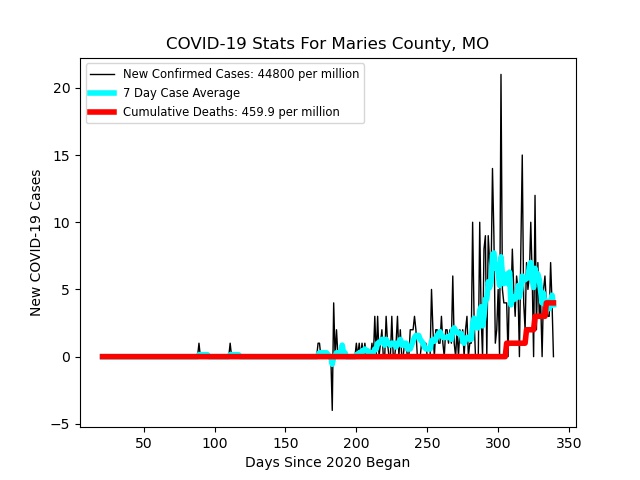 COVID-19 Stats For Maries County, MO
New Confirmed Cases: 44800 per million
7 Day Case Average
Cumulative Deaths: 459.9 per million
New COVID-19 Cases
20
15
10
5
0
−5
50 100 150 200 250 300 350
Days Since 2020 Began